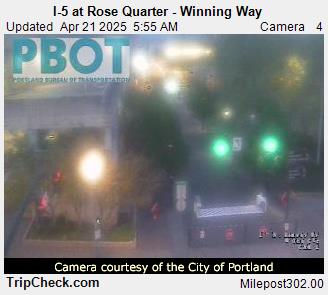 I-5 at Rose Quarter - Winning Way
Updated Apr 21 2025 5:55 AM Camera 4
PBOT
PORTLAND BUREAU OF TRANSPORTATION
Camera courtesy of the City of Portland
TripCheck.com Milepost302.00